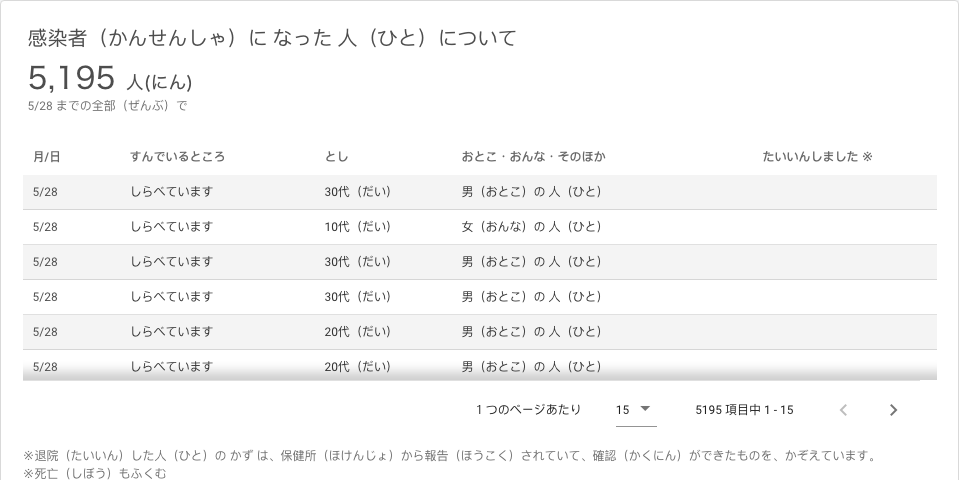 感染者（かんせんしゃ）に なった 人（ひと）について
5,195 人(にん)
5/28 までの全部（ぜんぶ）で
月/日 すんでいるところ とし おとこ・おんな・そのほか たいいんしました ※
5/28 しらべています 30代（だい） 男（おとこ）の 人（ひと）
5/28 しらべています 10代（だい） 女（おんな）の 人（ひと）
5/28 しらべています 30代（だい） 男（おとこ）の 人（ひと）
5/28 しらべています 30代（だい） 男（おとこ）の 人（ひと）
5/28 しらべています 20代（だい） 男（おとこ）の 人（ひと）
5/28 しらべています 20代（だい） 男（おとこ）の 人（ひと）
1 つのページあたり 15 5195 項目中 1 - 15
※退院（たいいん）した人（ひと）の かず は、保健所（ほけんじょ）から報告（ほうこく）されていて、確認（かくにん）ができたものを、かぞえています。
※死亡（しぼう）もふくむ